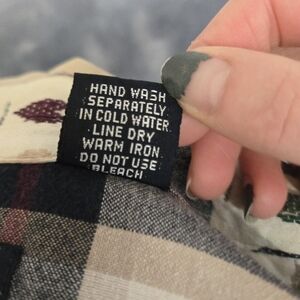 HAND WASH
SEPARATELY
IN COLD WATER
LINE DRY
WARM IRON
DO NOT USE
BLEACH